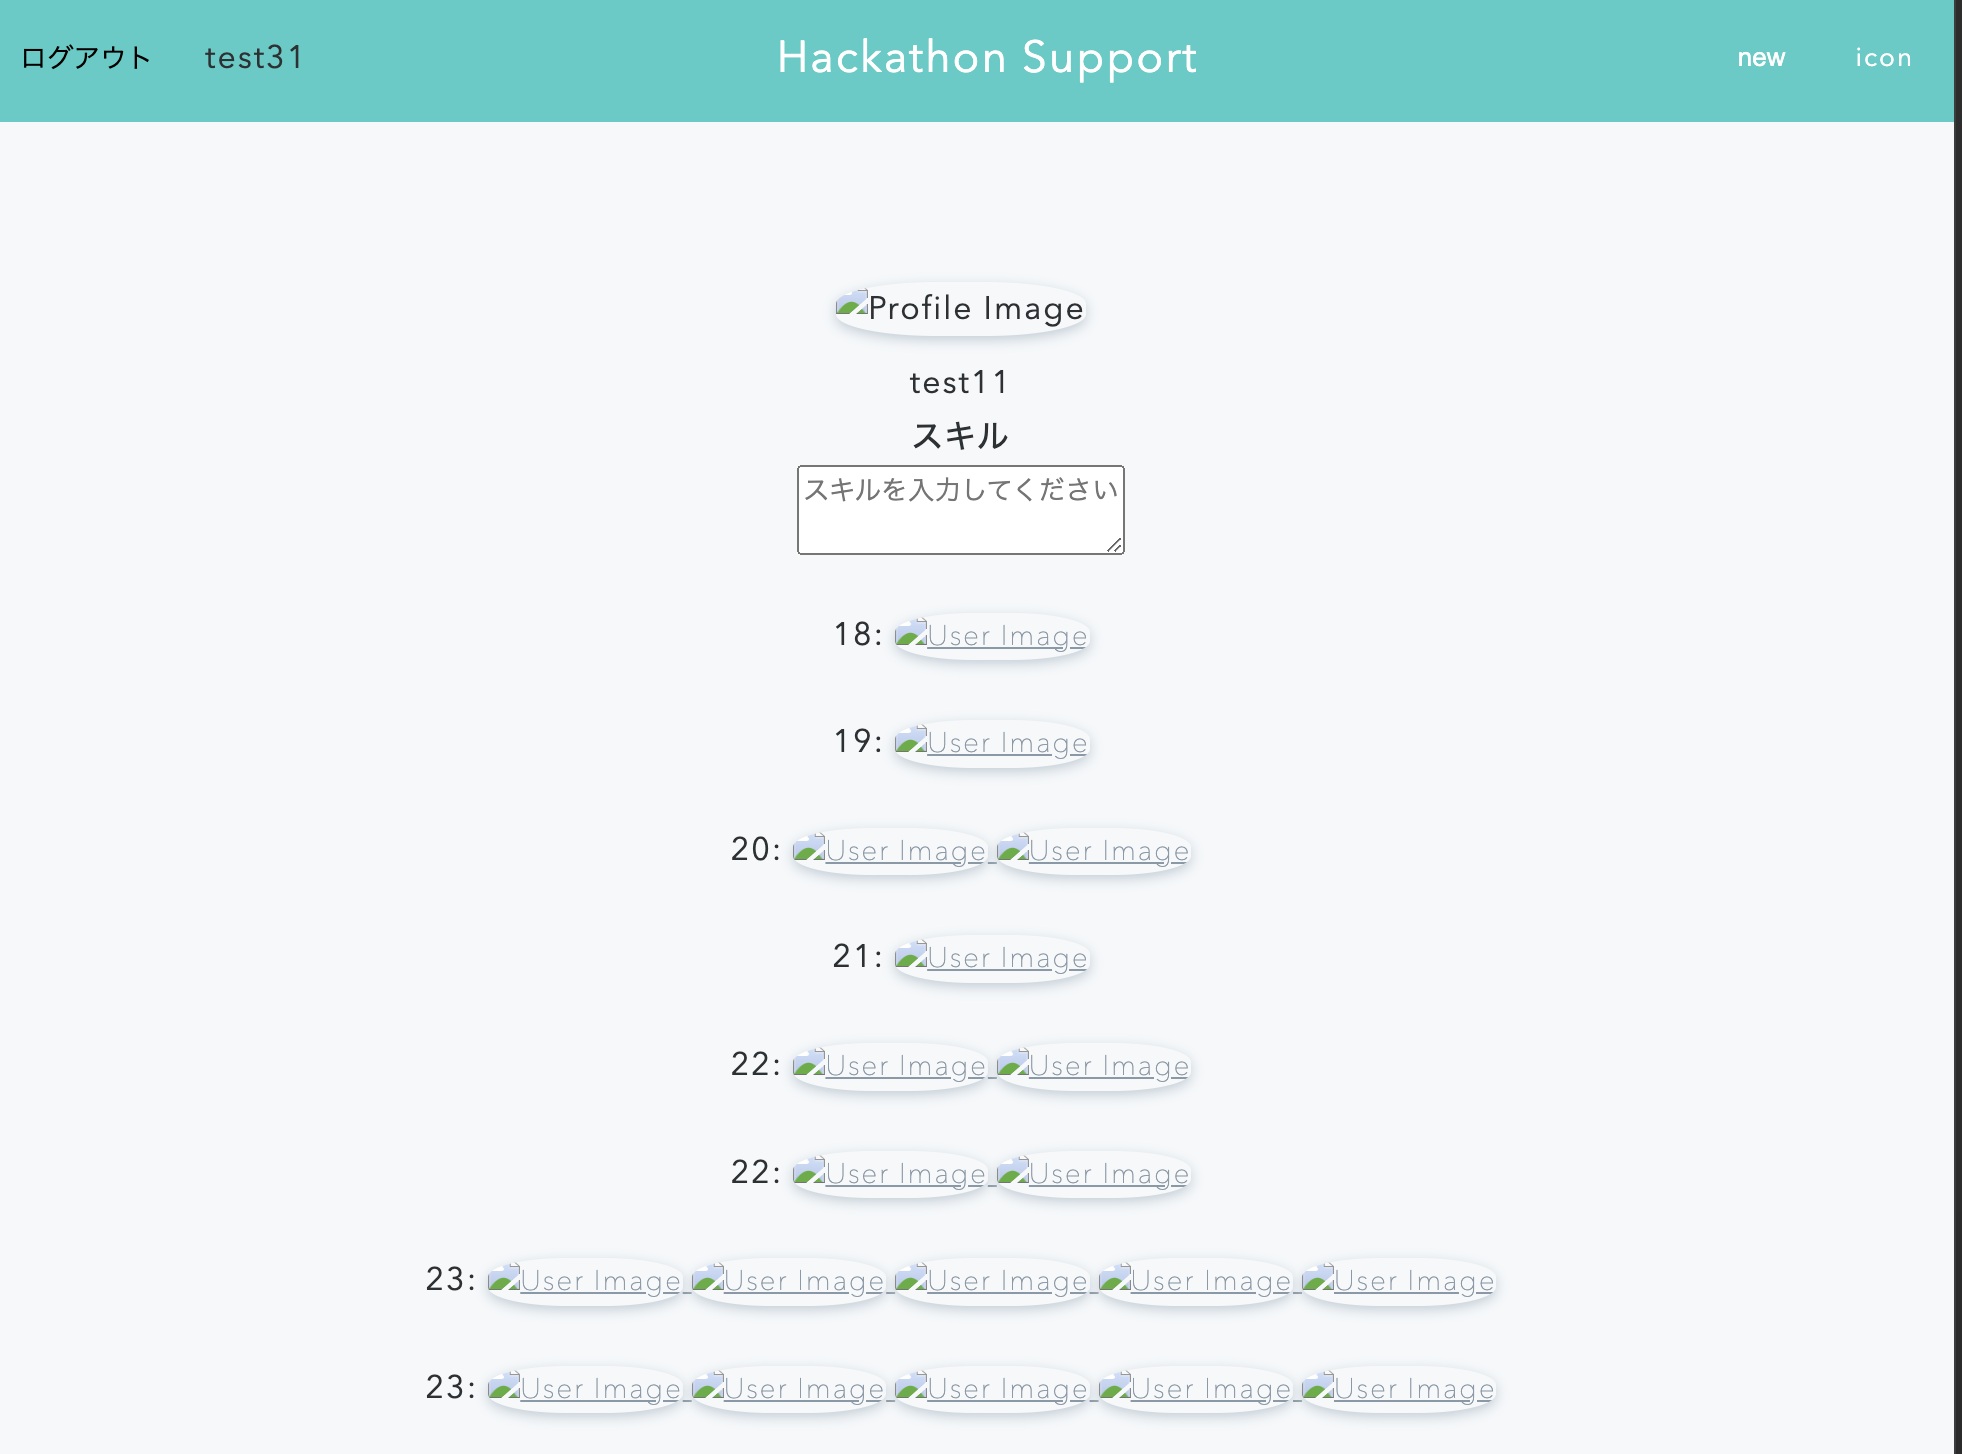 ログアウト test31 Hackathon Support new icon
Profile Image
test11
スキル
スキルを入力してください
18: User Image
19: User Image
20: User Image User Image
21: User Image
22: User Image User Image
22: User Image User Image
23: User Image User Image User Image User Image User Image
23: User Image User Image User Image User Image User Image